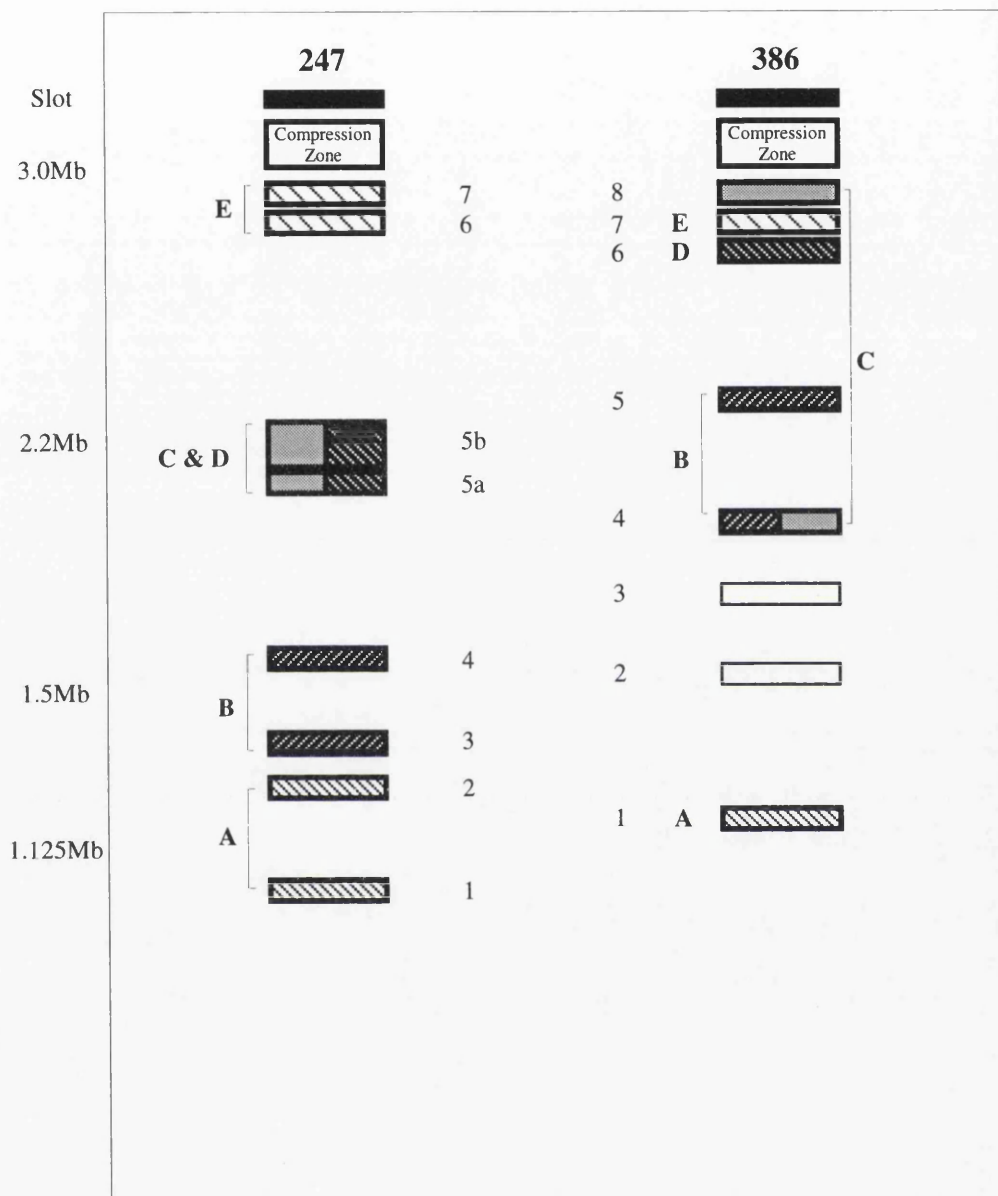 247 386
Slot
Compression Zone Compression Zone
3.0Mb
7 8
E 7 E
6 6 D
C
5 5
2.2Mb C & D 5b B
5a
4
3
4 2
1.5Mb B
3
2
A 1 A
1.125Mb
1